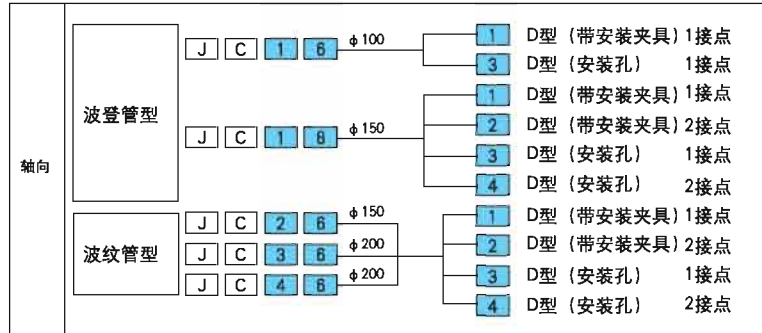 轴向
波登管型
J C 1 6 φ100
1 D型 (带安装夹具) 1接点
3 D型 (安装孔) 1接点
J C 1 8 φ150
1 D型 (带安装夹具) 1接点
2 D型 (带安装夹具) 2接点
3 D型 (安装孔) 1接点
4 D型 (安装孔) 2接点
波纹管型
J C 2 6 φ150
J C 3 6 φ200
J C 4 6 φ200
1 D型 (带安装夹具) 1接点
2 D型 (带安装夹具) 2接点
3 D型 (安装孔) 1接点
4 D型 (安装孔) 2接点